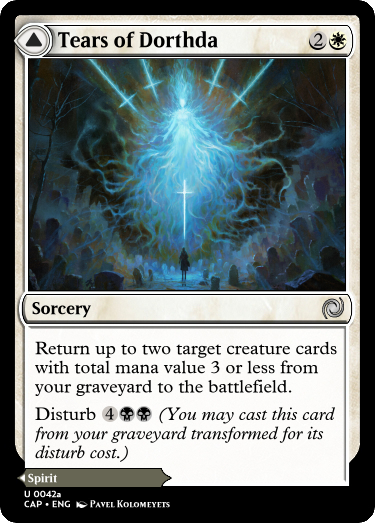 Tears of Dorthda 2
Sorcery
Return up to two target creature cards
with total mana value 3 or less from
your graveyard to the battlefield.
Disturb 4 (You may cast this card
from your graveyard transformed for its
disturb cost.)
Spirit
U 0042a
CAP • ENG Pavel Kolomeyets